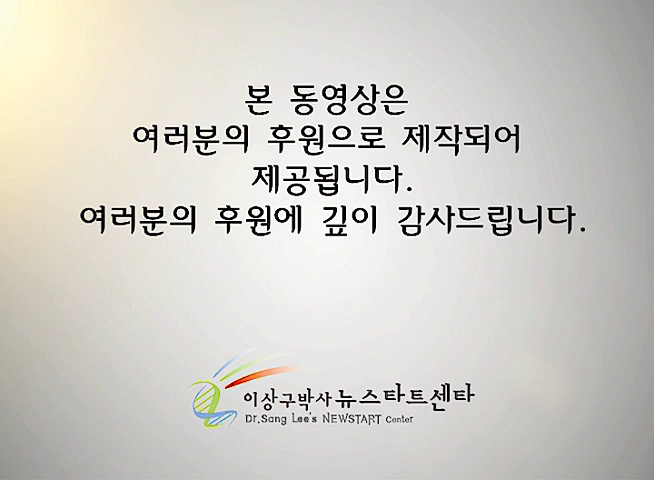 본 동영상은
여러분의 후원으로 제작되어
제공됩니다.
여러분의 후원에 깊이 감사드립니다.
이상구박사 뉴스타트센타
Dr.Sang Lee's NEWSTART Center